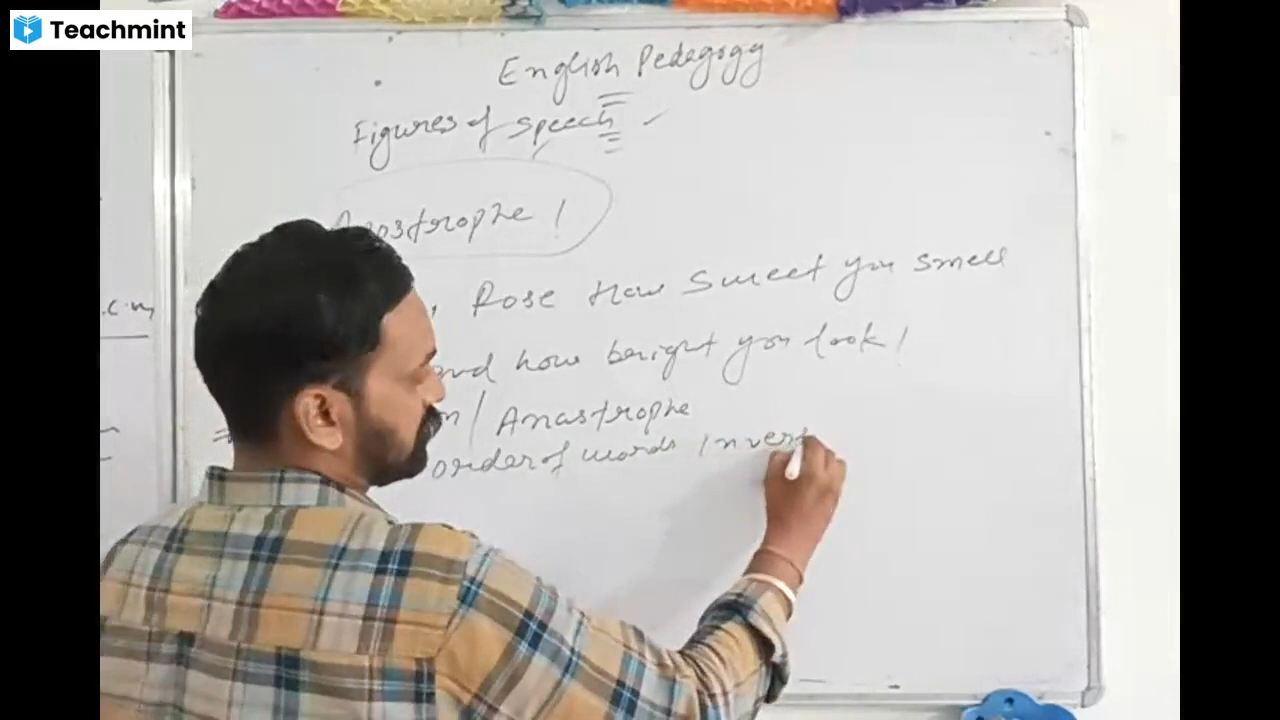 Teachmint
English Pedagogy
Figures of speech
Anastrophe !
, Rose How Sweet you smell
and how bright you look !
/ Anastrophe
order of words invert
.C.m,